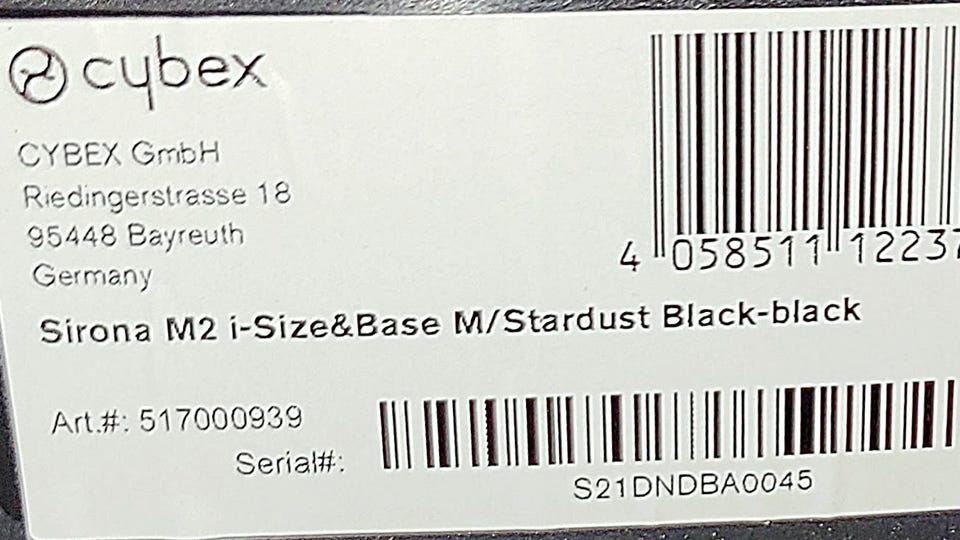 cybex
CYBEX GmbH
Riedingerstrasse 18
95448 Bayreuth
Germany
4 058511 12237
Sirona M2 i-Size&Base M/Stardust Black-black
Art.#: 517000939
Serial#:
S21DNDBA0045